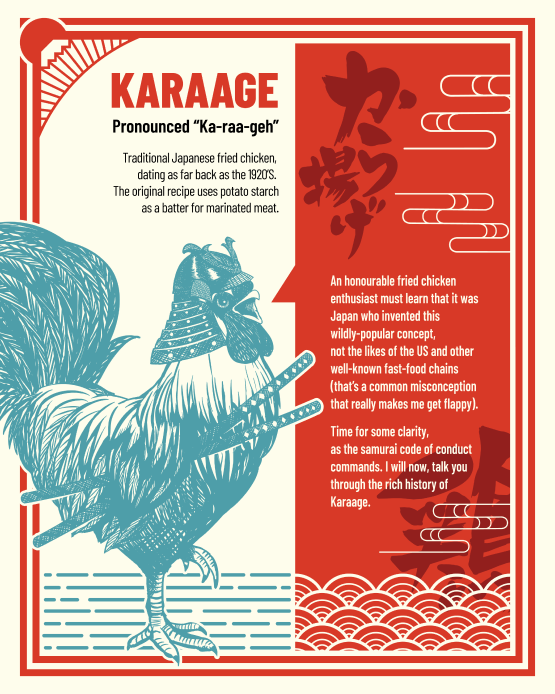 KARAAGE
Pronounced “Ka-raa-geh”
Traditional Japanese fried chicken,
dating as far back as the 1920'S.
The original recipe uses potato starch
as a batter for marinated meat.
から揚げ
An honourable fried chicken
enthusiast must learn that it was
Japan who invented this
wildly-popular concept,
not the likes of the US and other
well-known fast-food chains
(that's a common misconception
that really makes me get flappy).
Time for some clarity,
as the samurai code of conduct
commands. I will now, talk you
through the rich history of
Karaage.
鶏